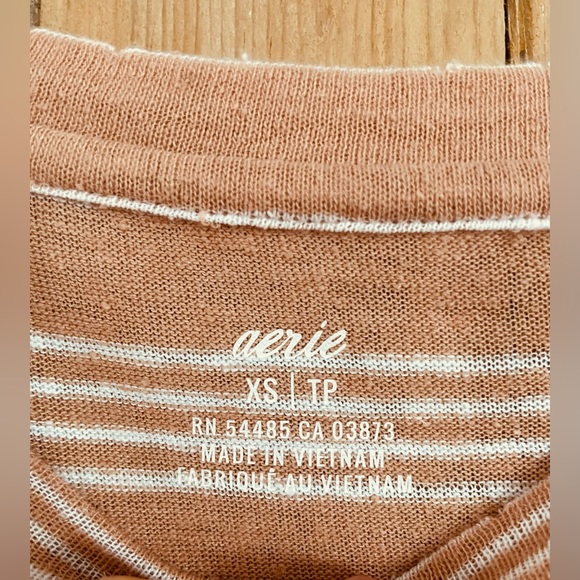 aerie
XS | TP
RN 54485 CA 03873
MADE IN VIETNAM
FABRIQUÉ AU VIETNAM